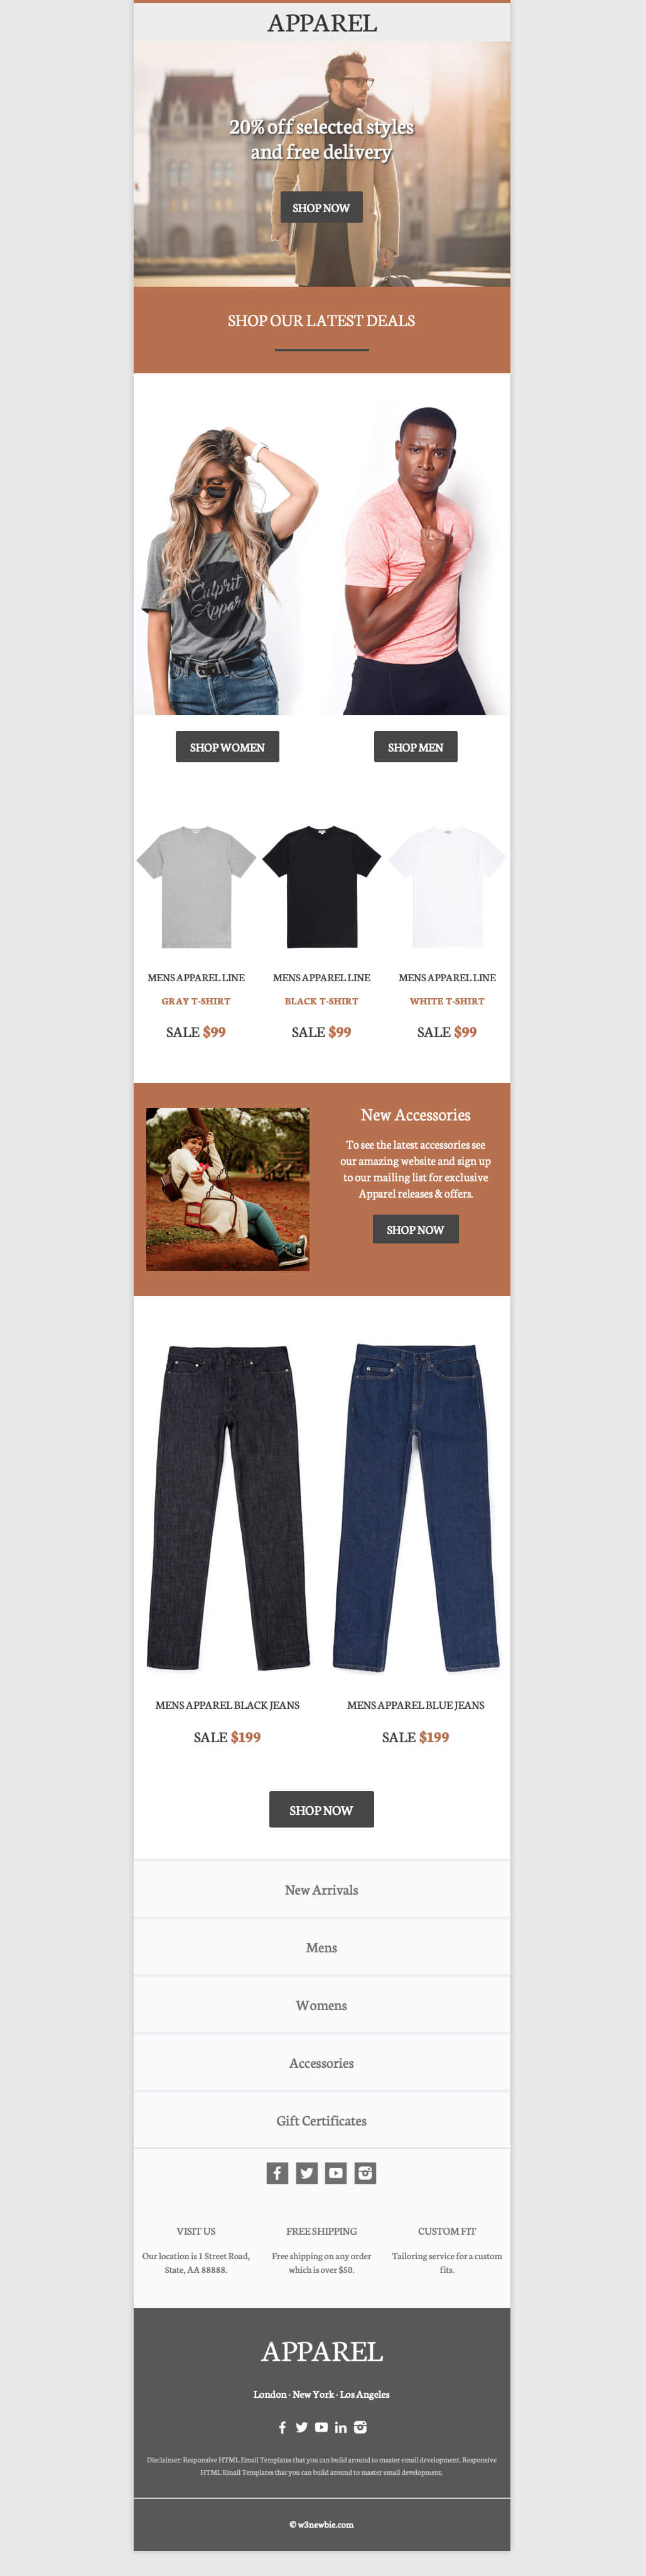 APPAREL
20% off selected styles
and free delivery
SHOP NOW
SHOP OUR LATEST DEALS
Culprit
Appar
SHOP WOMEN
SHOP MEN
MENS APPAREL LINE
GRAY T-SHIRT
SALE $99
MENS APPAREL LINE
BLACK T-SHIRT
SALE $99
MENS APPAREL LINE
WHITE T-SHIRT
SALE $99
New Accessories
To see the latest accessories see
our amazing website and sign up
to our mailing list for exclusive
Apparel releases & offers.
SHOP NOW
MENS APPAREL BLACK JEANS
SALE $199
MENS APPAREL BLUE JEANS
SALE $199
SHOP NOW
New Arrivals
Mens
Womens
Accessories
Gift Certificates
VISIT US
Our location is 1 Street Road,
State, AA 88888.
FREE SHIPPING
Free shipping on any order
which is over $50.
CUSTOM FIT
Tailoring service for a custom
fits.
APPAREL
London · New York · Los Angeles
Disclaimer: Responsive HTML Email Templates that you can build around to master email development. Responsive
HTML Email Templates that you can build around to master email development.
© w3newbie.com